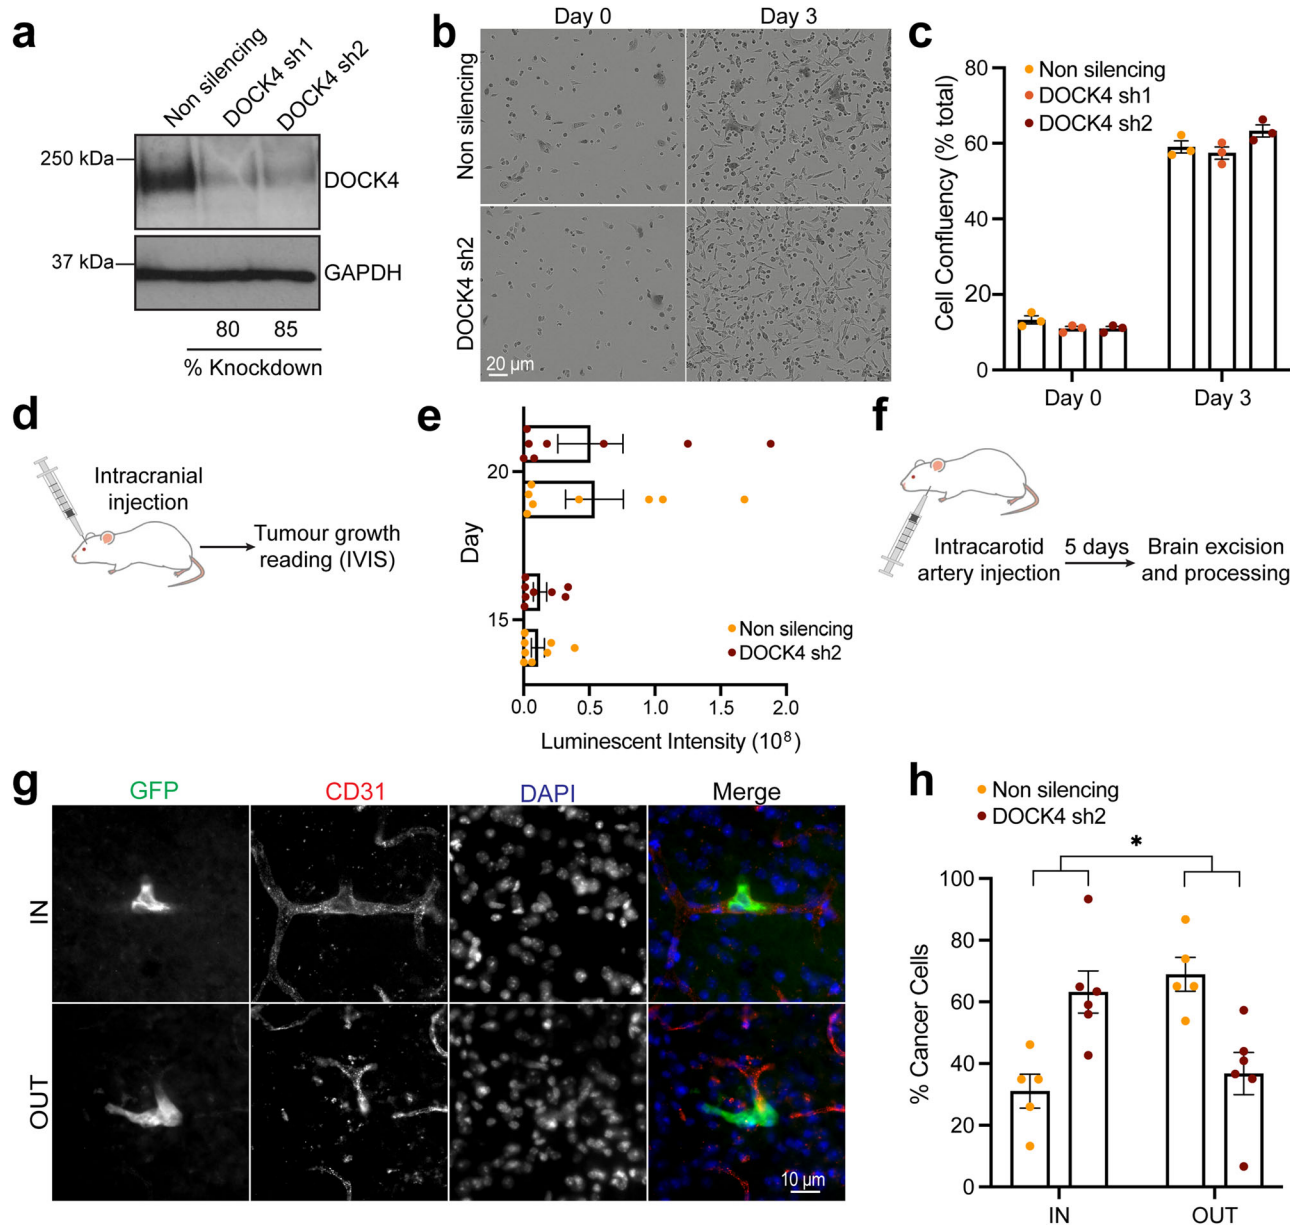 a
Non silencing
DOCK4 sh1
DOCK4 sh2
250 kDa
DOCK4
37 kDa
GAPDH
80 85
% Knockdown
b
Day 0 Day 3
Non silencing
DOCK4 sh2
20 µm
c
Cell Confluency (% total)
80
60
40
20
0
Non silencing
DOCK4 sh1
DOCK4 sh2
Day 0 Day 3
d
Intracranial
injection
Tumour growth
reading (IVIS)
e
Day
20
15
Non silencing
DOCK4 sh2
0.0 0.5 1.0 1.5 2.0
Luminescent Intensity (10⁸)
f
Intracarotid
artery injection
5 days
Brain excision
and processing
g
GFP CD31 DAPI Merge
IN
OUT
10 µm
h
Non silencing
DOCK4 sh2
*
% Cancer Cells
100
80
60
40
20
0
IN OUT